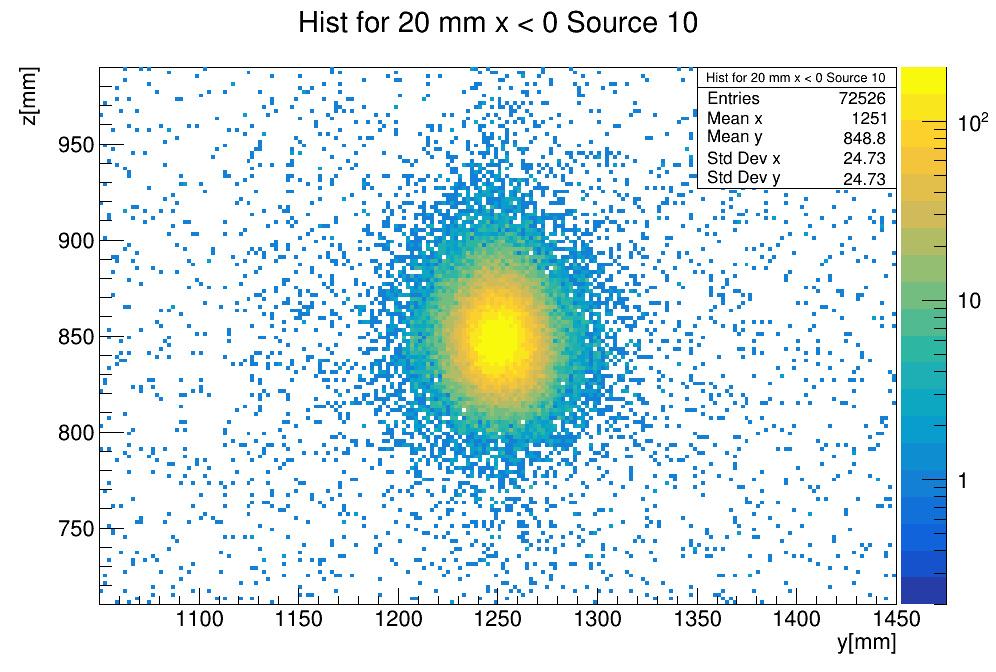 Hist for 20 mm x < 0 Source 10
z[mm]
950
900
850
800
750
1100 1150 1200 1250 1300 1350 1400 1450
y[mm]
Hist for 20 mm x < 0 Source 10
Entries 72526
Mean x 1251
Mean y 848.8
Std Dev x 24.73
Std Dev y 24.73
10²
10
1